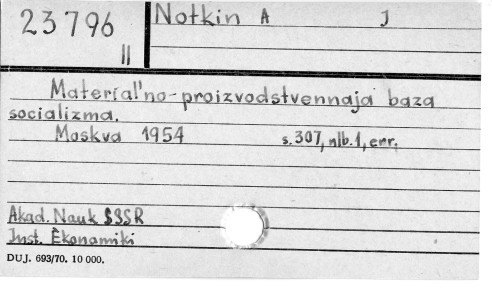 23796
II
Notkin A J
Material'no-proizvodstvennaja baza
socializma.
Moskva 1954 s. 307, nlb. 1, err.
Akad. Nauk SSSR
Inst. Èkonamiki
DUJ. 693/70. 10 000.